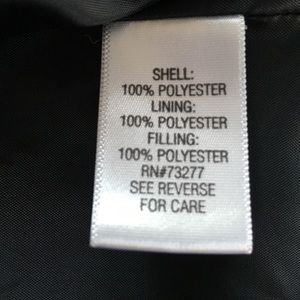 SHELL:
100% POLYESTER
LINING:
100% POLYESTER
FILLING:
100% POLYESTER
RN#73277
SEE REVERSE
FOR CARE